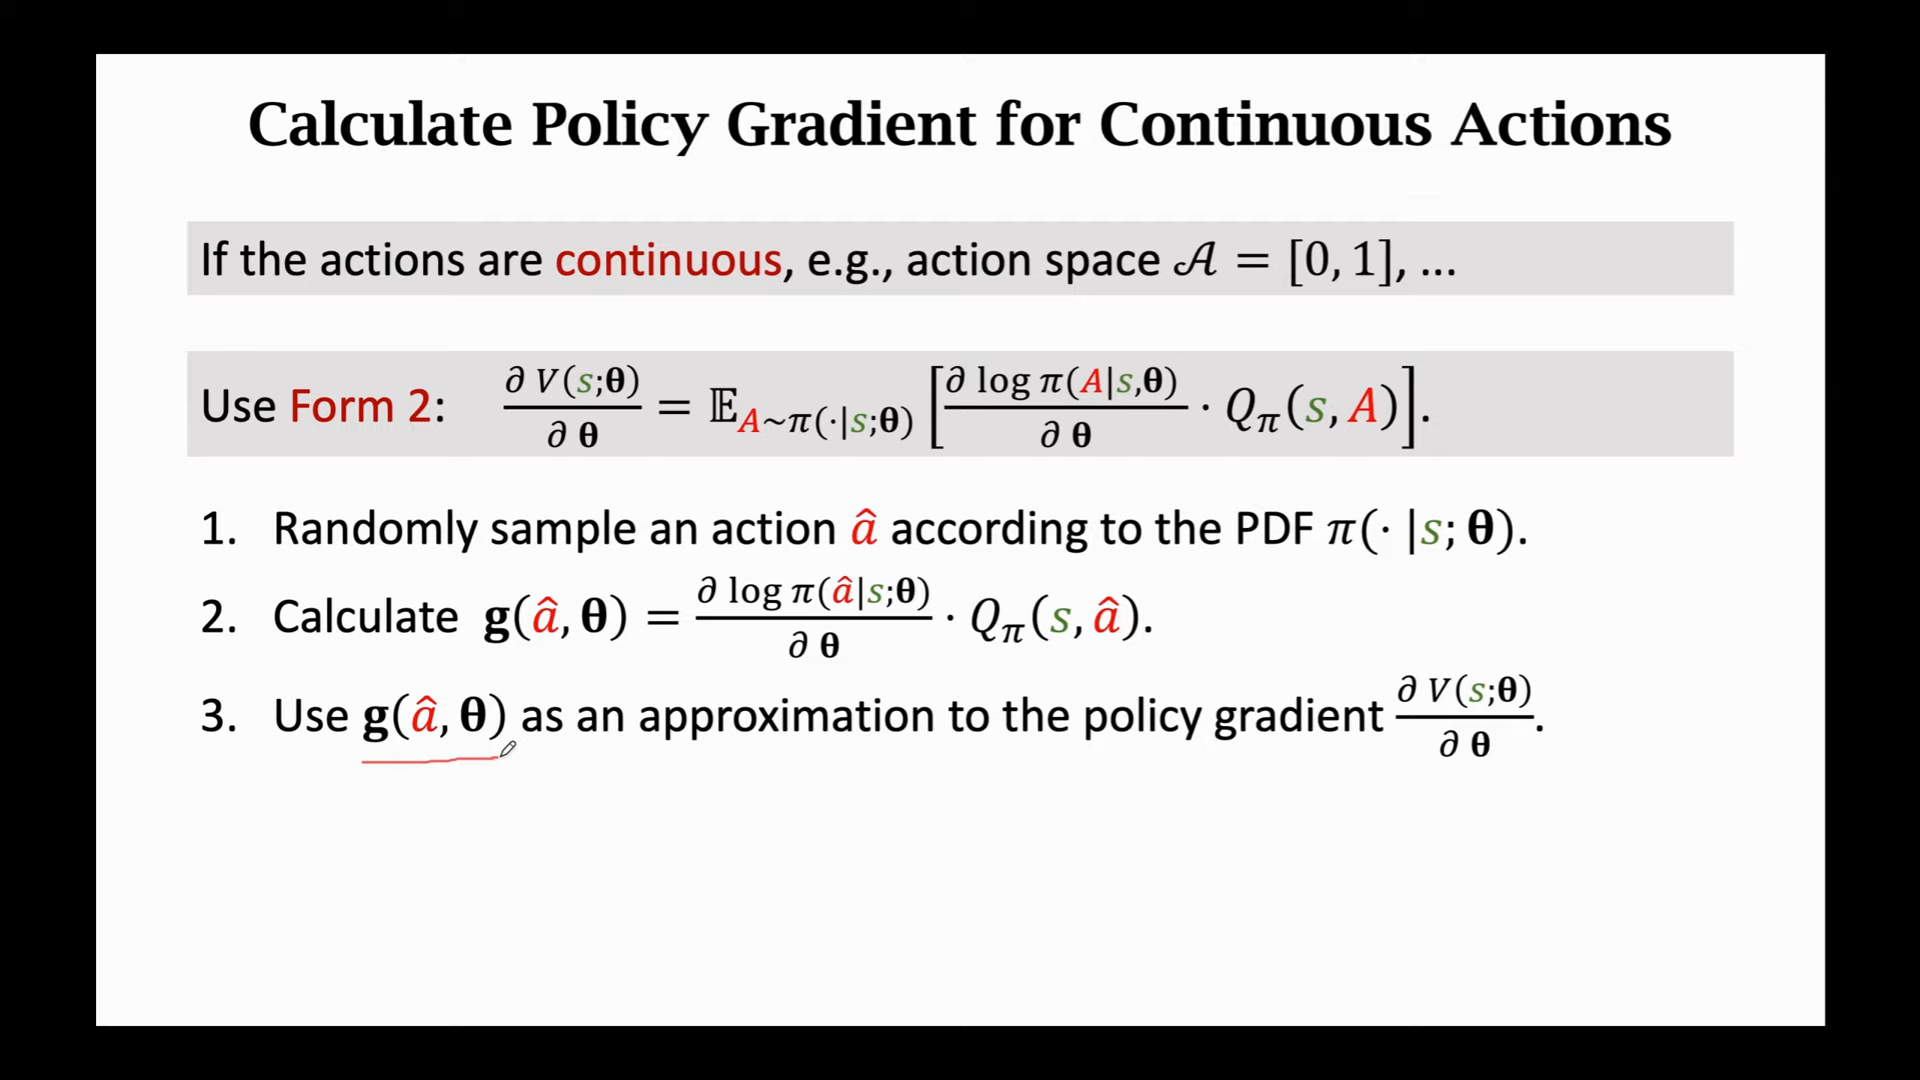 Calculate Policy Gradient for Continuous Actions
If the actions are continuous, e.g., action space 𝒜 = [0, 1], ...
Use Form 2: ∂ V(s;θ) / ∂ θ = 𝔼_{A~π(·|s;θ)} [ ∂ log π(A|s,θ) / ∂ θ · Q_π(s, A) ].
1. Randomly sample an action â according to the PDF π(· |s; θ).
2. Calculate g(â, θ) = ∂ log π(â|s;θ) / ∂ θ · Q_π(s, â).
3. Use g(â, θ) as an approximation to the policy gradient ∂ V(s;θ) / ∂ θ.